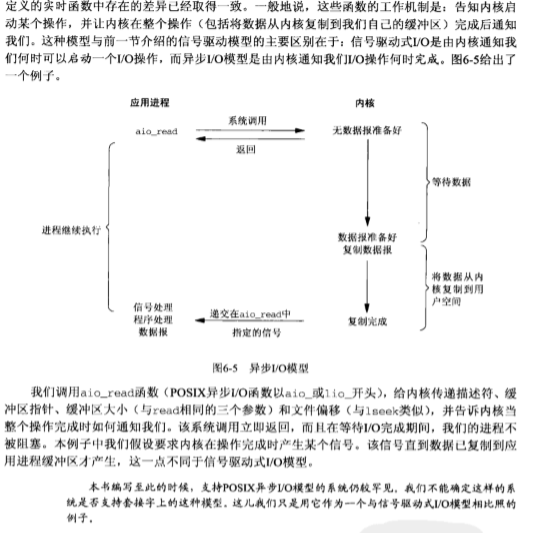 定义的实时函数中存在的差异已经取得一致。一般地说，这些函数的工作机制是：告知内核启
动某个操作，并让内核在整个操作（包括将数据从内核复制到我们自己的缓冲区）完成后通知
我们。这种模型与前一节介绍的信号驱动模型的主要区别在于：信号驱动式I/O是由内核通知我
们何时可以启动一个I/O操作，而异步I/O模型是由内核通知我们I/O操作何时完成。图6-5给出了
一个例子。
应用进程
内核
系统调用
aio_read
无数据报准备好
返回
等待数据
进程继续执行
数据报准备好
复制数据报
将数据从内
核复制到用
户空间
信号处理
程序处理
数据报
递交在aio_read中
指定的信号
复制完成
图6-5 异步I/O模型
我们调用aio_read函数（POSIX异步I/O函数以aio_或lio_开头），给内核传递描述符、缓
冲区指针、缓冲区大小（与read相同的三个参数）和文件偏移（与lseek类似），并告诉内核当
整个操作完成时如何通知我们。该系统调用立即返回，而且在等待I/O完成期间，我们的进程不
被阻塞。本例子中我们假设要求内核在操作完成时产生某个信号。该信号直到数据已复制到应
用进程缓冲区才产生，这一点不同于信号驱动式I/O模型。
本书编写至此的时候，支持POSIX异步I/O模型的系统仍较罕见。我们不能确定这样的系
统是否支持套接字上的这种模型。这儿我们只是用它作为一个与信号驱动式I/O模型相比照的
例子。